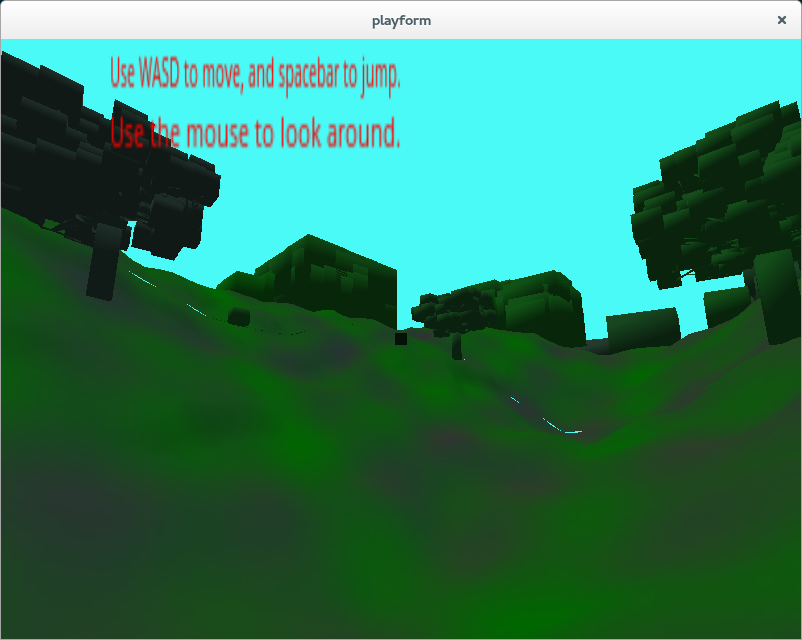 playform
Use WASD to move, and spacebar to jump.
Use the mouse to look around.